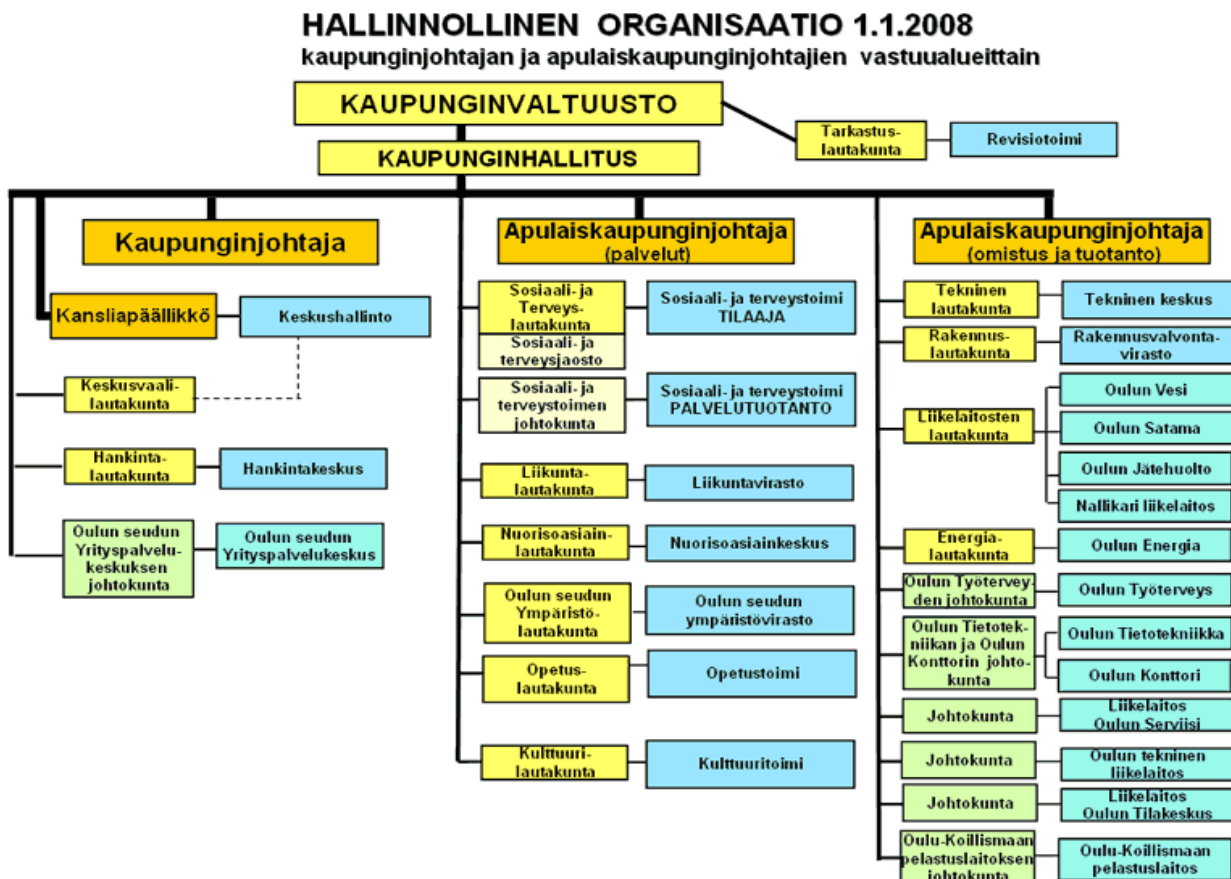 HALLINNOLLINEN ORGANISAATIO 1.1.2008
kaupunginjohtajan ja apulaiskaupunginjohtajien vastuualueittain
KAUPUNGINVALTUUSTO
Tarkastus-
lautakunta
Revisiotoimi
KAUPUNGINHALLITUS
Kaupunginjohtaja
Kansliapäällikkö
Keskushallinto
Keskusvaali-
lautakunta
Hankinta-
lautakunta
Hankintakeskus
Oulun seudun
Yrityspalvelu-
keskuksen
johtokunta
Oulun seudun
Yrityspalvelukeskus
Apulaiskaupunginjohtaja
(palvelut)
Sosiaali- ja
Terveys-
lautakunta
Sosiaali- ja
terveysjaosto
Sosiaali- ja terveystoimi
TILAAJA
Sosiaali- ja
terveystoimen
johtokunta
Sosiaali- ja terveystoimi
PALVELUTUOTANTO
Liikunta-
lautakunta
Liikuntavirasto
Nuorisoasiain-
lautakunta
Nuorisoasiainkeskus
Oulun seudun
Ympäristö-
lautakunta
Oulun seudun
ympäristövirasto
Opetus-
lautakunta
Opetustoimi
Kulttuuri-
lautakunta
Kulttuuritoimi
Apulaiskaupunginjohtaja
(omistus ja tuotanto)
Tekninen
lautakunta
Tekninen keskus
Rakennus-
lautakunta
Rakennusvalvonta-
virasto
Liikelaitosten
lautakunta
Oulun Vesi
Oulun Satama
Oulun Jätehuolto
Nallikari liikelaitos
Energia-
lautakunta
Oulun Energia
Oulun Työtervey-
den johtokunta
Oulun Työterveys
Oulun Tietotek-
niikan ja Oulun
Konttorin johto-
kunta
Oulun Tietotekniikka
Oulun Konttori
Johtokunta
Liikelaitos
Oulun Serviisi
Johtokunta
Oulun tekninen
liikelaitos
Johtokunta
Liikelaitos
Oulun Tilakeskus
Oulu-Koillismaan
pelastuslaitoksen
johtokunta
Oulu-Koillismaan
pelastuslaitos